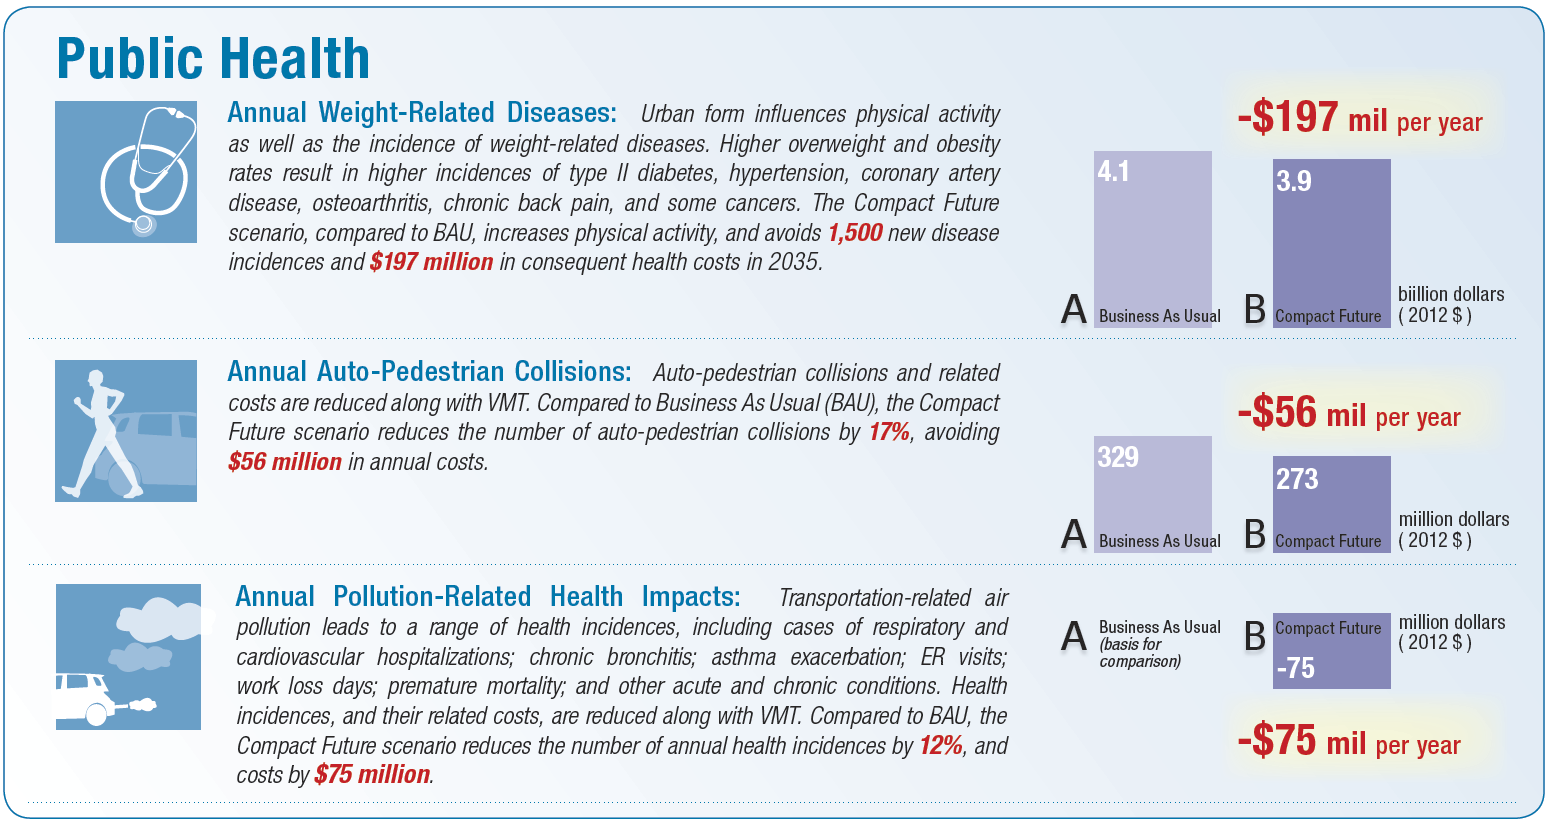 Public Health
Annual Weight-Related Diseases: Urban form influences physical activity
as well as the incidence of weight-related diseases. Higher overweight and obesity
rates result in higher incidences of type II diabetes, hypertension, coronary artery
disease, osteoarthritis, chronic back pain, and some cancers. The Compact Future
scenario, compared to BAU, increases physical activity, and avoids 1,500 new disease
incidences and $197 million in consequent health costs in 2035.
-$197 mil per year
4.1
3.9
A Business As Usual
B Compact Future
biillion dollars
( 2012 $ )
Annual Auto-Pedestrian Collisions: Auto-pedestrian collisions and related
costs are reduced along with VMT. Compared to Business As Usual (BAU), the Compact
Future scenario reduces the number of auto-pedestrian collisions by 17%, avoiding
$56 million in annual costs.
-$56 mil per year
329
273
A Business As Usual
B Compact Future
miillion dollars
( 2012 $ )
Annual Pollution-Related Health Impacts: Transportation-related air
pollution leads to a range of health incidences, including cases of respiratory and
cardiovascular hospitalizations; chronic bronchitis; asthma exacerbation; ER visits;
work loss days; premature mortality; and other acute and chronic conditions. Health
incidences, and their related costs, are reduced along with VMT. Compared to BAU, the
Compact Future scenario reduces the number of annual health incidences by 12%, and
costs by $75 million.
A Business As Usual
(basis for
comparison)
B Compact Future
-75
million dollars
( 2012 $ )
-$75 mil per year